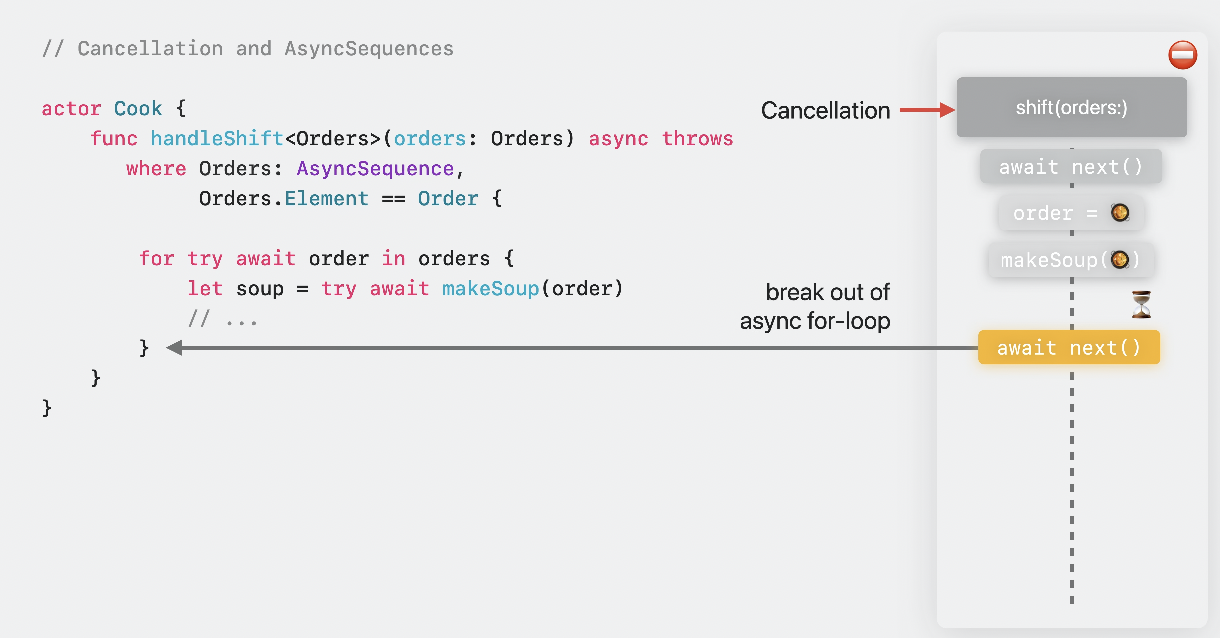 // Cancellation and AsyncSequences
actor Cook {
func handleShift<Orders>(orders: Orders) async throws
where Orders: AsyncSequence,
Orders.Element == Order {
for try await order in orders {
let soup = try await makeSoup(order)
// ...
}
}
}
Cancellation
break out of
async for-loop
shift(orders:)
await next()
order = 🥘
makeSoup(🥘)
await next()